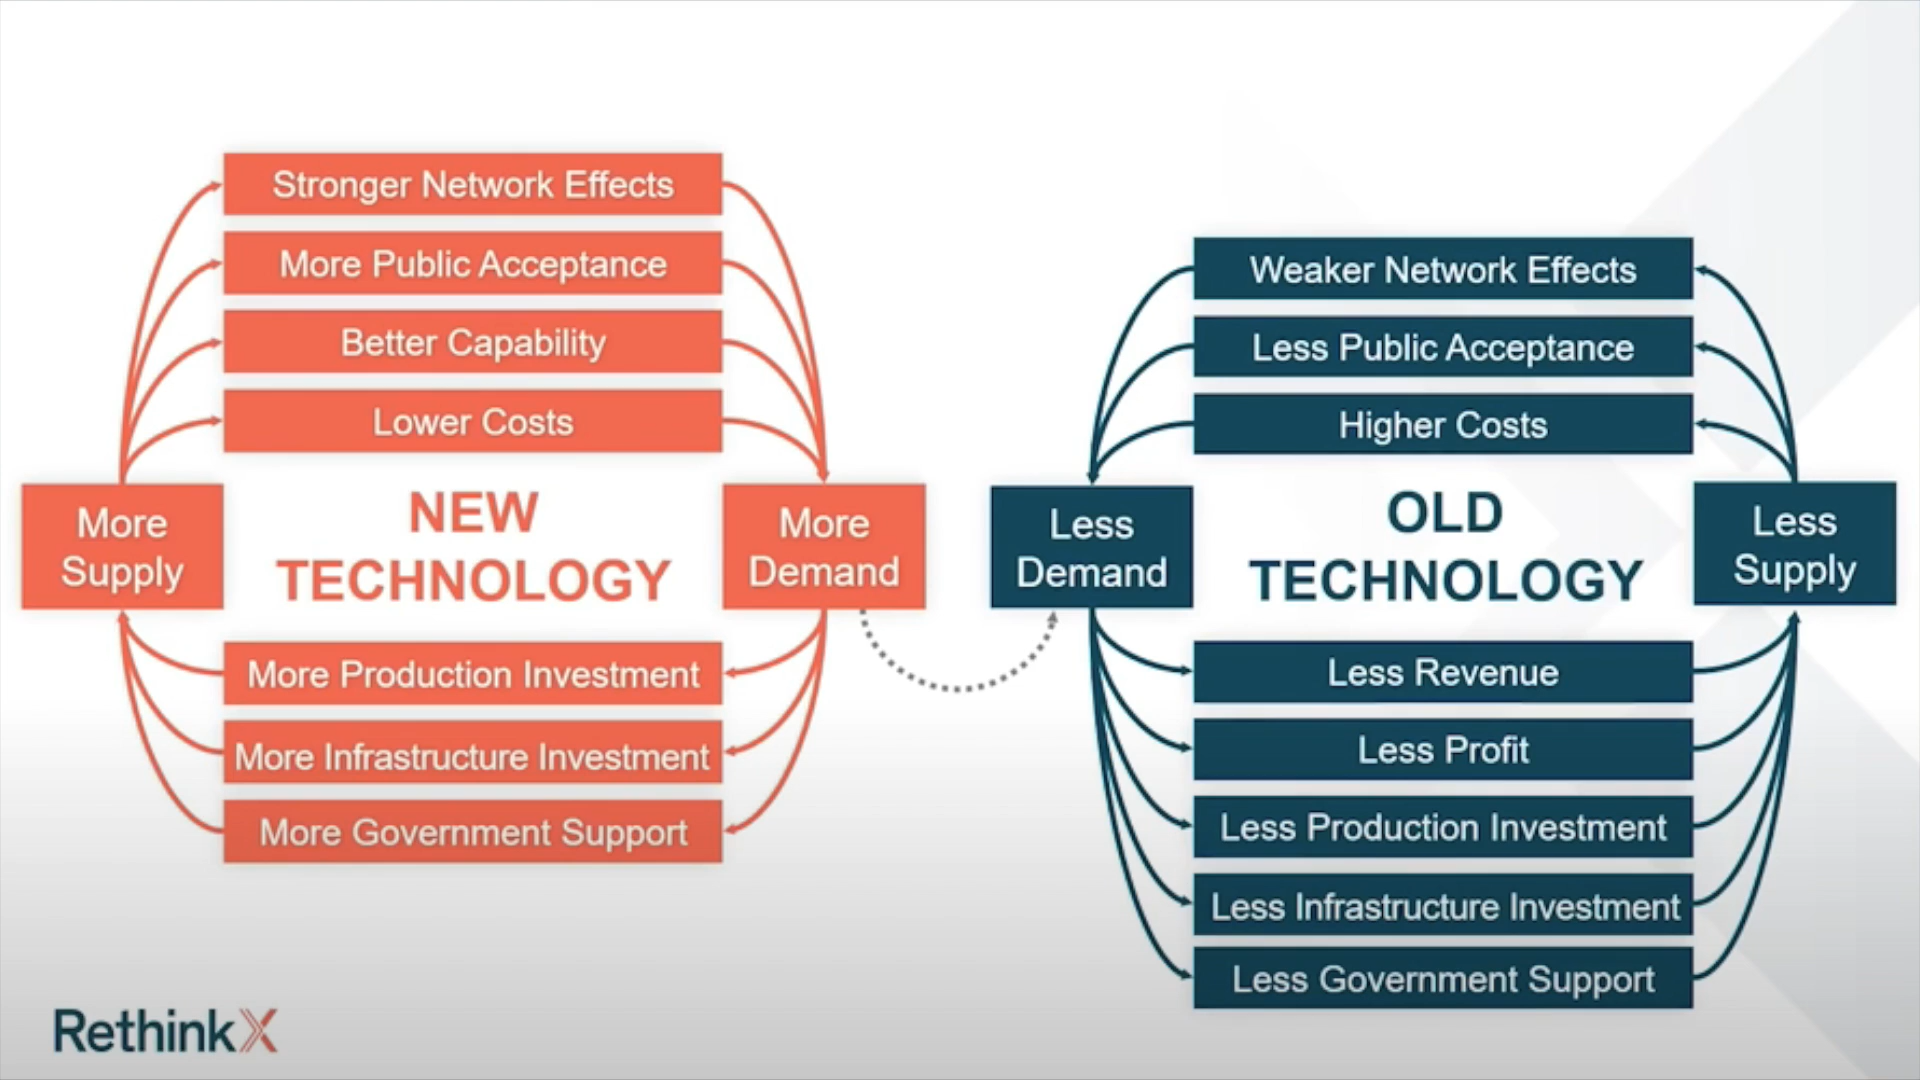 Stronger Network Effects
More Public Acceptance
Better Capability
Lower Costs
More
Supply
NEW
TECHNOLOGY
More
Demand
More Production Investment
More Infrastructure Investment
More Government Support
Weaker Network Effects
Less Public Acceptance
Higher Costs
Less
Demand
OLD
TECHNOLOGY
Less
Supply
Less Revenue
Less Profit
Less Production Investment
Less Infrastructure Investment
Less Government Support
RethinkX